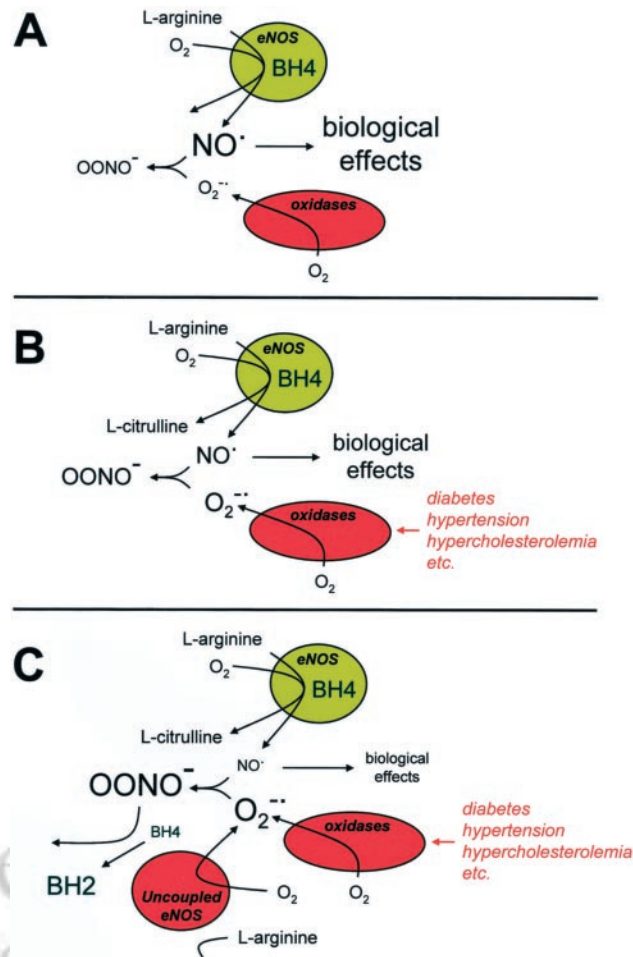 A
L-arginine
O₂
eNOS
BH4
NO·
biological
effects
OONO⁻
O₂⁻·
oxidases
O₂
B
L-arginine
O₂
eNOS
BH4
L-citrulline
NO·
biological
effects
OONO⁻
O₂⁻·
oxidases
diabetes
hypertension
hypercholesterolemia
etc.
O₂
C
L-arginine
O₂
eNOS
BH4
L-citrulline
NO·
biological
effects
OONO⁻
O₂⁻·
oxidases
diabetes
hypertension
hypercholesterolemia
etc.
BH4
BH2
Uncoupled
eNOS
O₂
O₂
L-arginine